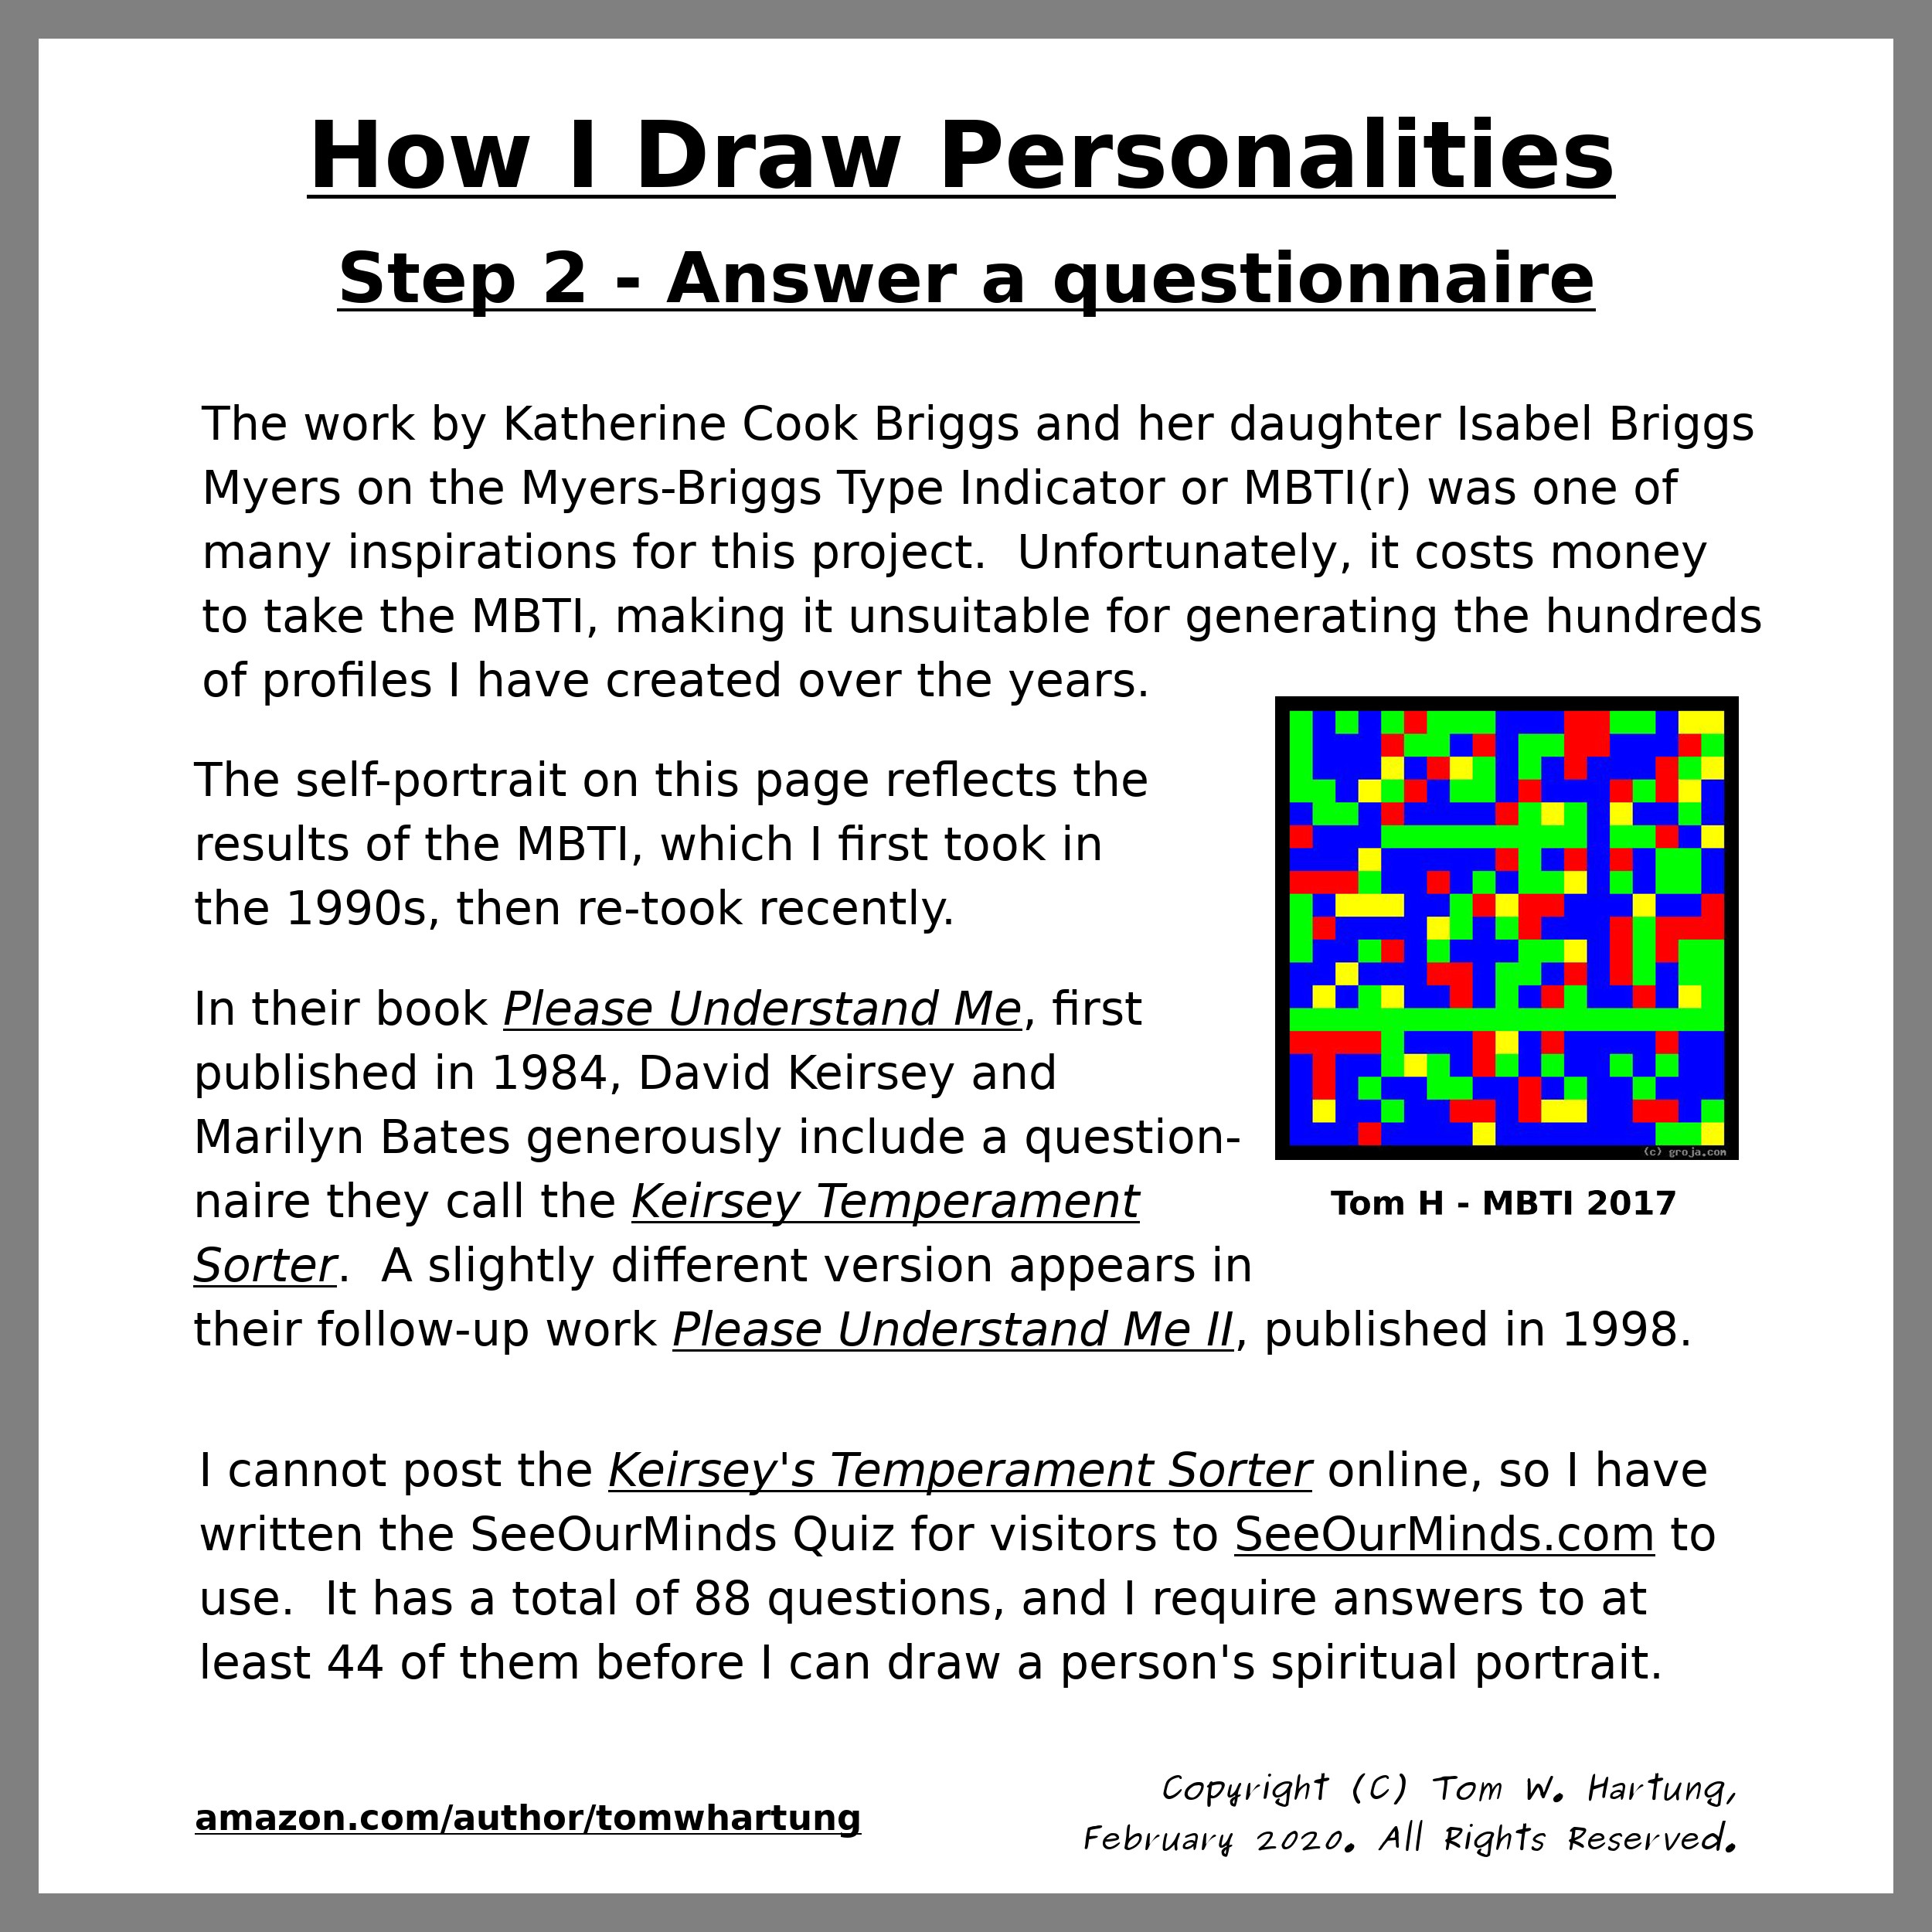 How I Draw Personalities
Step 2 - Answer a questionnaire
The work by Katherine Cook Briggs and her daughter Isabel Briggs
Myers on the Myers-Briggs Type Indicator or MBTI(r) was one of
many inspirations for this project.  Unfortunately, it costs money
to take the MBTI, making it unsuitable for generating the hundreds
of profiles I have created over the years.
The self-portrait on this page reflects the
results of the MBTI, which I first took in
the 1990s, then re-took recently.
In their book Please Understand Me, first
published in 1984, David Keirsey and
Marilyn Bates generously include a question-
naire they call the Keirsey Temperament
Sorter.  A slightly different version appears in
their follow-up work Please Understand Me II, published in 1998.
(c) groja.com
Tom H - MBTI 2017
I cannot post the Keirsey's Temperament Sorter online, so I have
written the SeeOurMinds Quiz for visitors to SeeOurMinds.com to
use.  It has a total of 88 questions, and I require answers to at
least 44 of them before I can draw a person's spiritual portrait.
amazon.com/author/tomwhartung
Copyright (C) Tom W. Hartung,
February 2020. All Rights Reserved.